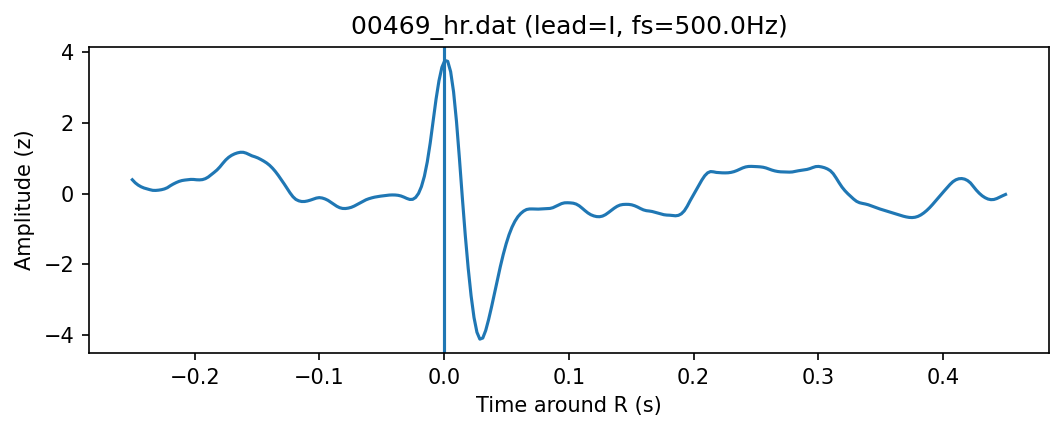 00469_hr.dat (lead=I, fs=500.0Hz)
Amplitude (z)
4
2
0
−2
−4
−0.2 −0.1 0.0 0.1 0.2 0.3 0.4
Time around R (s)